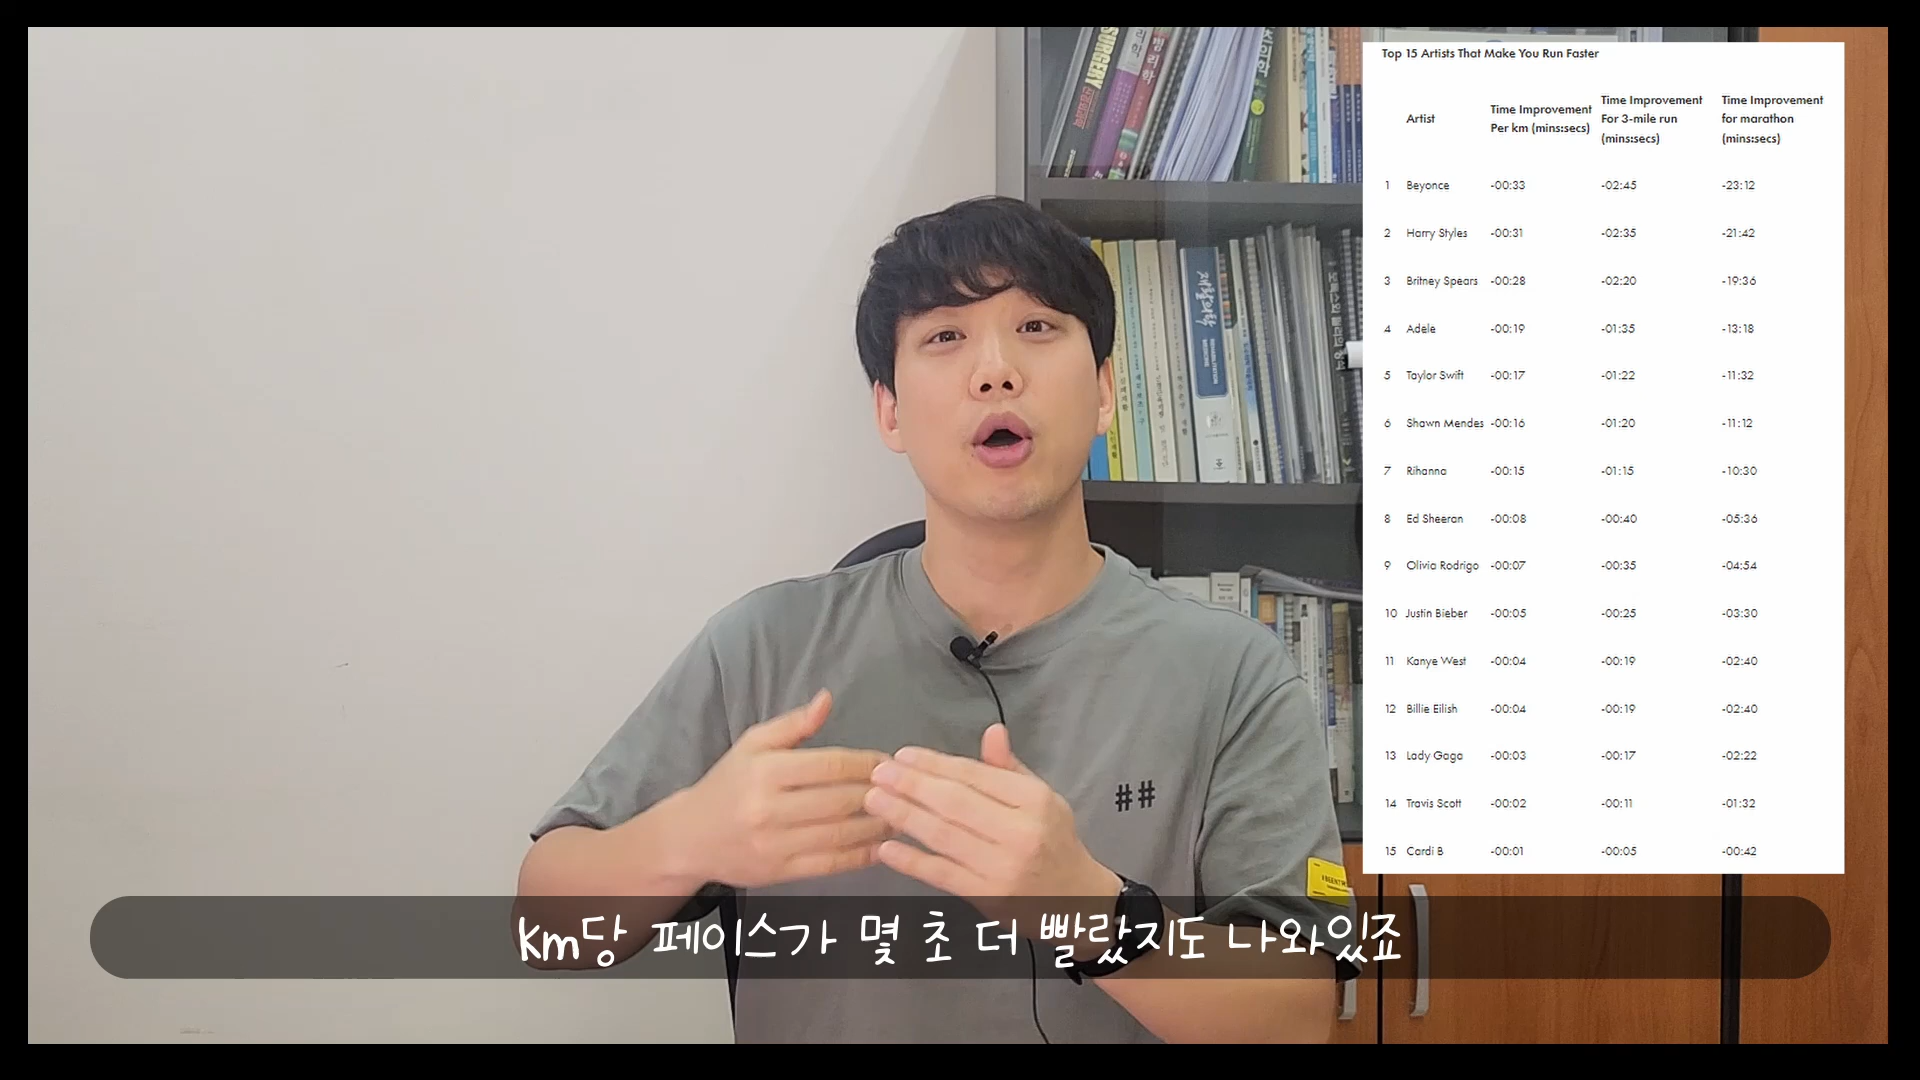 SURGERY
Top 15 Artists That Make You Run Faster
Artist Time Improvement Per km (mins:secs) Time Improvement For 3-mile run (mins:secs) Time Improvement for marathon (mins:secs)
1 Beyonce -00:33 -02:45 -23:12
2 Harry Styles -00:31 -02:35 -21:42
3 Britney Spears -00:28 -02:20 -19:36
4 Adele -00:19 -01:35 -13:18
5 Taylor Swift -00:17 -01:22 -11:32
6 Shawn Mendes -00:16 -01:20 -11:12
7 Rihanna -00:15 -01:15 -10:30
8 Ed Sheeran -00:08 -00:40 -05:36
9 Olivia Rodrigo -00:07 -00:35 -04:54
10 Justin Bieber -00:05 -00:25 -03:30
11 Kanye West -00:04 -00:19 -02:40
12 Billie Eilish -00:04 -00:19 -02:40
13 Lady Gaga -00:03 -00:17 -02:22
14 Travis Scott -00:02 -00:11 -01:32
15 Cardi B -00:01 -00:05 -00:42
재활의학
REHABILITATION MEDICINE
##
km당 페이스가 몇 초 더 빨랐지도 나와있죠